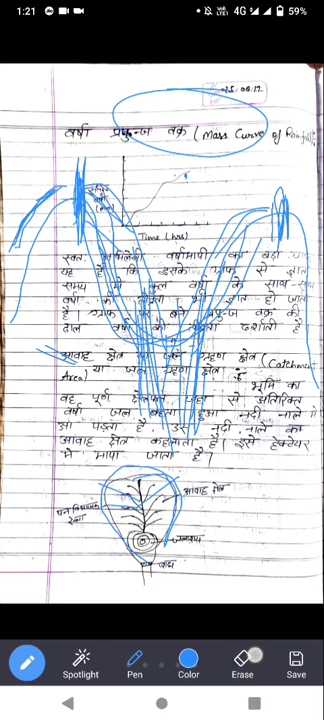 1:21
4G
59%
25.08.17
वर्षा प्रपुन्ज वक्र (Mass Curve of Rainfall)
Time (hrs)
स्वतः वर्षामापी का बड़ा
यह है कि इसके ग्राफ से ज्ञात
समय में कुल वर्षा के साथ-साथ
वर्षा की तीव्रता भी ज्ञात हो जात
है। ग्राफ पर बने वक्र की
ढाल वर्षा की तीव्रता दर्शाती है
आवाह क्षेत्र या जल ग्रहण क्षेत्र (Catchment
Area) या जल ग्रहण क्षेत्र :-
भूमि का
वह पूर्ण क्षेत्रफल जहां से अतिरिक्त
वर्षा जल बहता हुआ नदी नाले मे
आ पड़ता है उस नदी नाले का
आवाह क्षेत्र कहलाता है। इसे हेक्टेयर
मे मापा जाता है।
आवाह क्षेत्र
रेखा
जलाशय
बांध
Spotlight
Pen
Color
Erase
Save